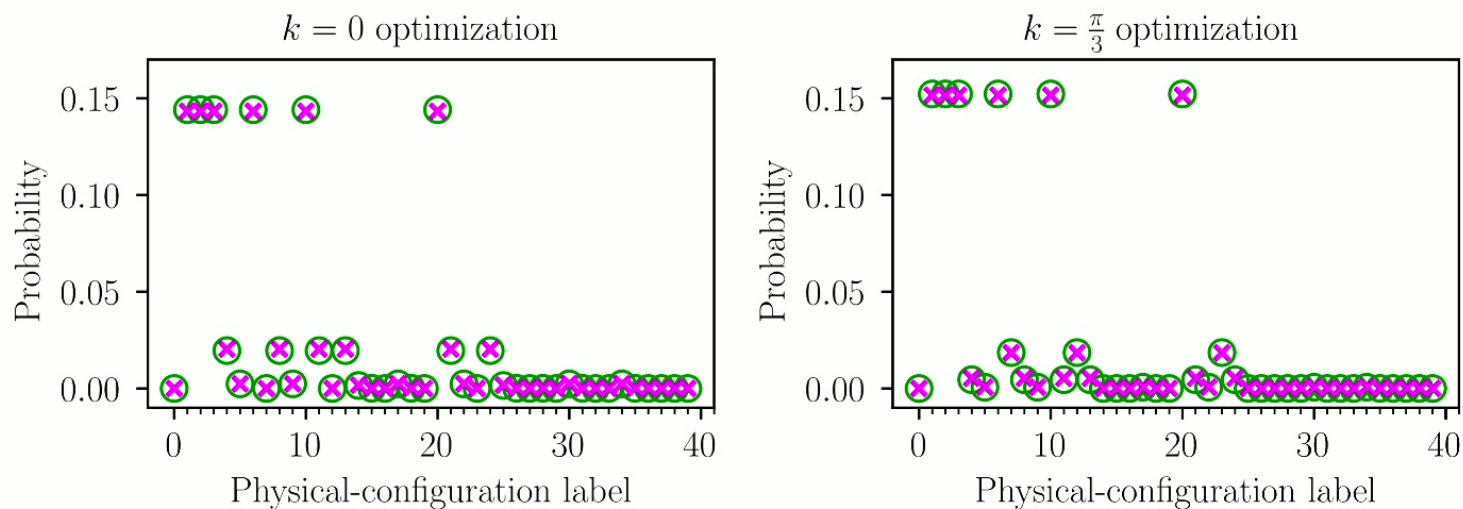 k = 0 optimization
0.15
0.10
0.05
0.00
Probability
0 10 20 30 40
Physical-configuration label
k = π/3 optimization
0.15
0.10
0.05
0.00
Probability
0 10 20 30 40
Physical-configuration label